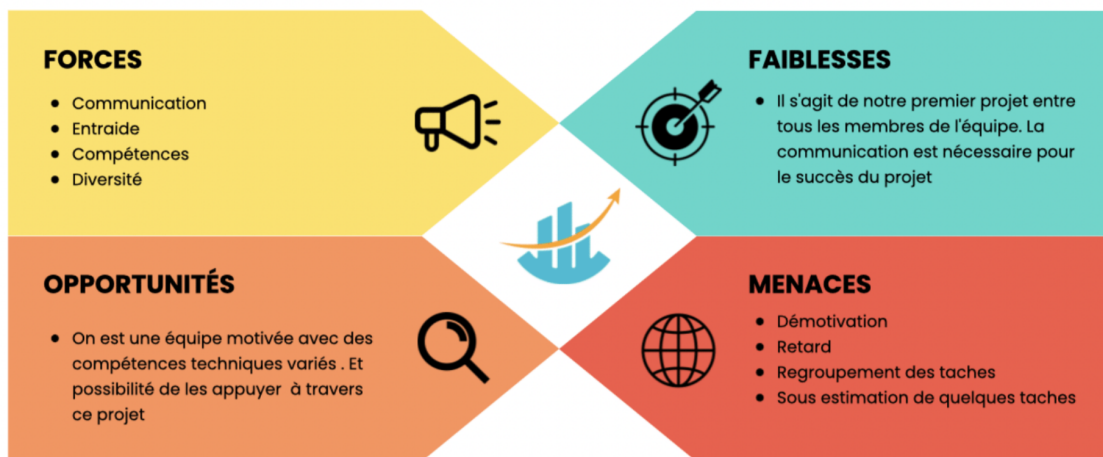 FORCES
Communication
Entraide
Compétences
Diversité
FAIBLESSES
Il s'agit de notre premier projet entre
tous les membres de l'équipe. La
communication est nécessaire pour
le succès du projet
OPPORTUNITÉS
On est une équipe motivée avec des
compétences techniques variés . Et
possibilité de les appuyer à travers
ce projet
MENACES
Démotivation
Retard
Regroupement des taches
Sous estimation de quelques taches